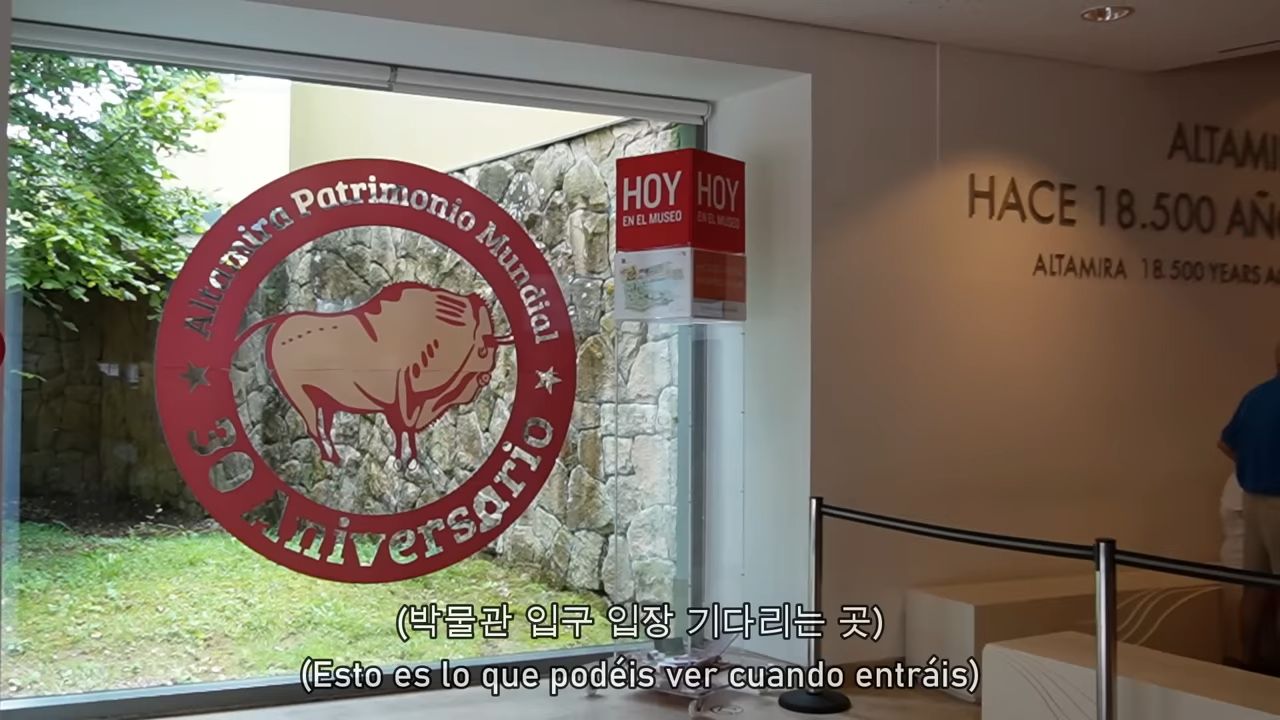 Altamira Patrimonio Mundial
30 Aniversario
HOY
EN EL MUSEO
HOY
EN EL MUSEO
HACE 18.500
ALTAMIRA 18.500 YEARS
(박물관 입구 입장 기다리는 곳)
(Esto es lo que podéis ver cuando entráis)